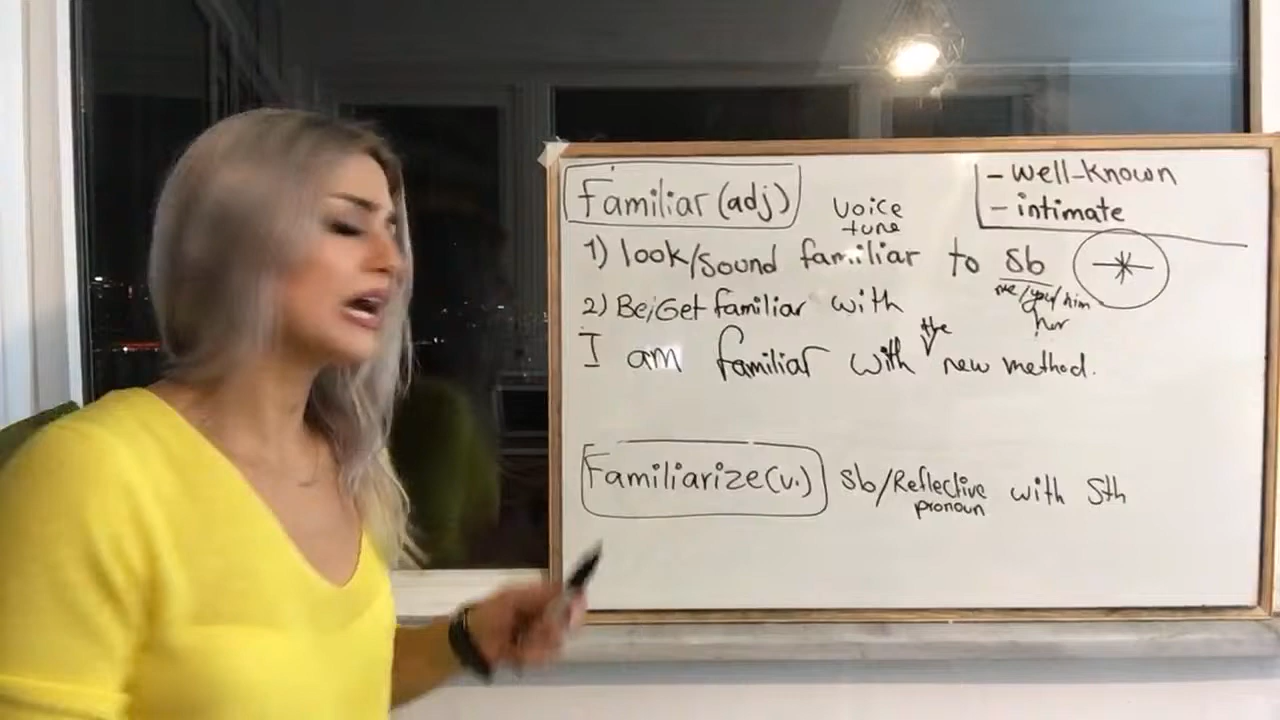 familiar (adj)
- well-known
- intimate
voice
tune
1) look/sound familiar to sb
me/you/him
her
2) Be/Get familiar with
the
I am familiar with new method.
Familiarize (v.) sb/Reflective with Sth
pronoun